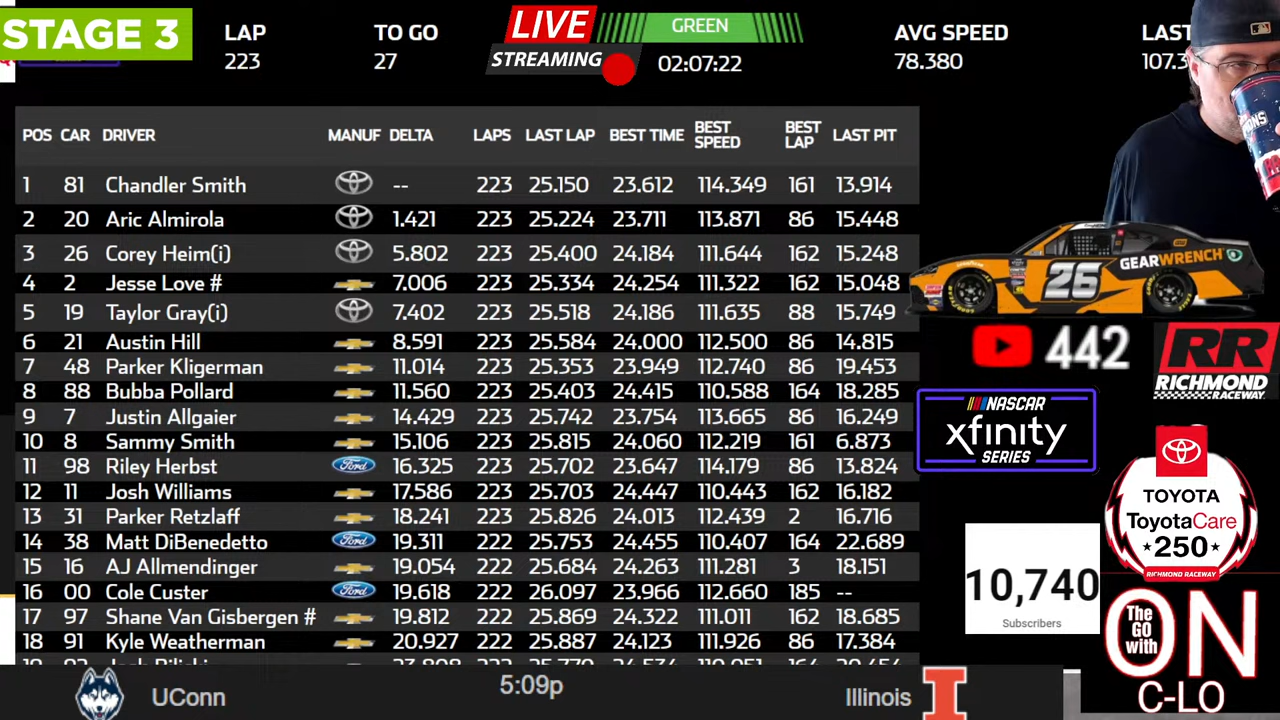 STAGE 3
LAP
223
TO GO
27
LIVE
STREAMING
GREEN
02:07:22
AVG SPEED
78.380
LAST
107.3
POS CAR DRIVER MANUF DELTA LAPS LAST LAP BEST TIME BEST SPEED BEST LAP LAST PIT
1 81 Chandler Smith -- 223 25.150 23.612 114.349 161 13.914
2 20 Aric Almirola 1.421 223 25.224 23.711 113.871 86 15.448
3 26 Corey Heim(i) 5.802 223 25.400 24.184 111.644 162 15.248
4 2 Jesse Love # 7.006 223 25.334 24.254 111.322 162 15.048
5 19 Taylor Gray(i) 7.402 223 25.518 24.186 111.635 88 15.749
6 21 Austin Hill 8.591 223 25.584 24.000 112.500 86 14.815
7 48 Parker Kligerman 11.014 223 25.353 23.949 112.740 86 19.453
8 88 Bubba Pollard 11.560 223 25.403 24.415 110.588 164 18.285
9 7 Justin Allgaier 14.429 223 25.742 23.754 113.665 86 16.249
10 8 Sammy Smith 15.106 223 25.815 24.060 112.219 161 6.873
11 98 Riley Herbst Ford 16.325 223 25.702 23.647 114.179 86 13.824
12 11 Josh Williams 17.586 223 25.703 24.447 110.443 162 16.182
13 31 Parker Retzlaff 18.241 223 25.826 24.013 112.439 2 16.716
14 38 Matt DiBenedetto Ford 19.311 222 25.753 24.455 110.407 164 22.689
15 16 AJ Allmendinger 19.054 222 25.684 24.263 111.281 3 18.151
16 00 Cole Custer Ford 19.618 222 26.097 23.966 112.660 185 --
17 97 Shane Van Gisbergen # 19.812 222 25.869 24.322 111.011 162 18.685
18 91 Kyle Weatherman 20.927 222 25.887 24.123 111.926 86 17.384
26
GEARWRENCH
442
RR
RICHMOND
RACEWAY
NASCAR
xfinity
SERIES
TOYOTA
ToyotaCare
250
RICHMOND RACEWAY
10,740
Subscribers
The GO with
ON
C-LO
UConn
5:09p
Illinois
I